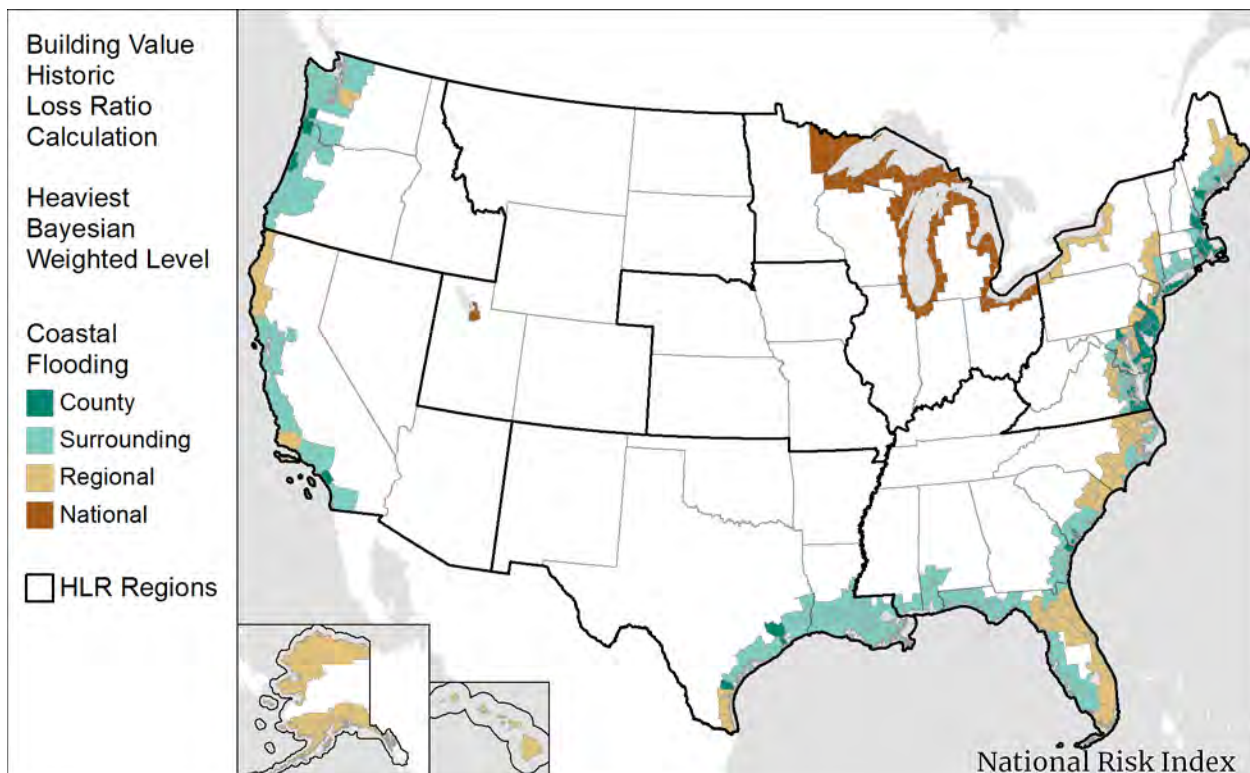 Building Value
Historic
Loss Ratio
Calculation
Heaviest
Bayesian
Weighted Level
Coastal
Flooding
County
Surrounding
Regional
National
HLR Regions
National Risk Index